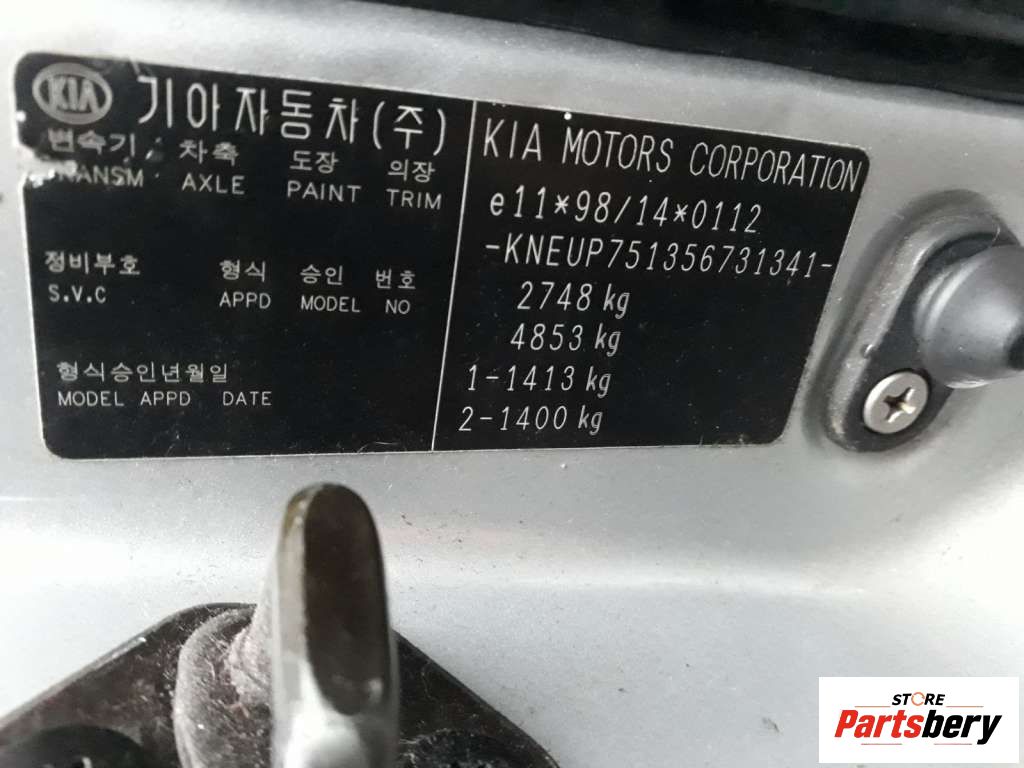 KIA 기아자동차(주)
변속기 차축 도장 의장
AXLE PAINT TRIM
정비부호 형식 승인 번호
S.V.C APPD MODEL NO
형식승인년월일
MODEL APPD DATE
KIA MOTORS CORPORATION
e11*98/14*0112
-KNEUP751356731341-
2748 kg
4853 kg
1-1413 kg
2-1400 kg
STORE
Partsbery